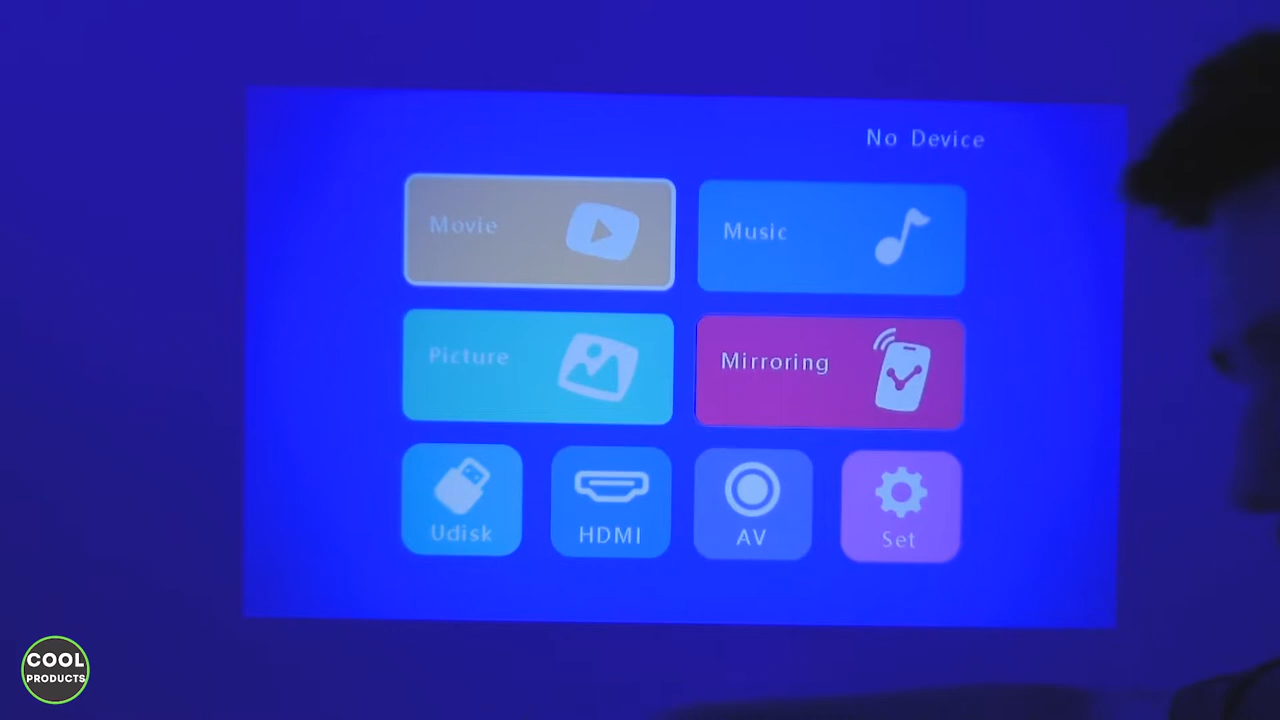 No Device
Movie
Music
Picture
Mirroring
Udisk
HDMI
AV
Set
COOL
PRODUCTS